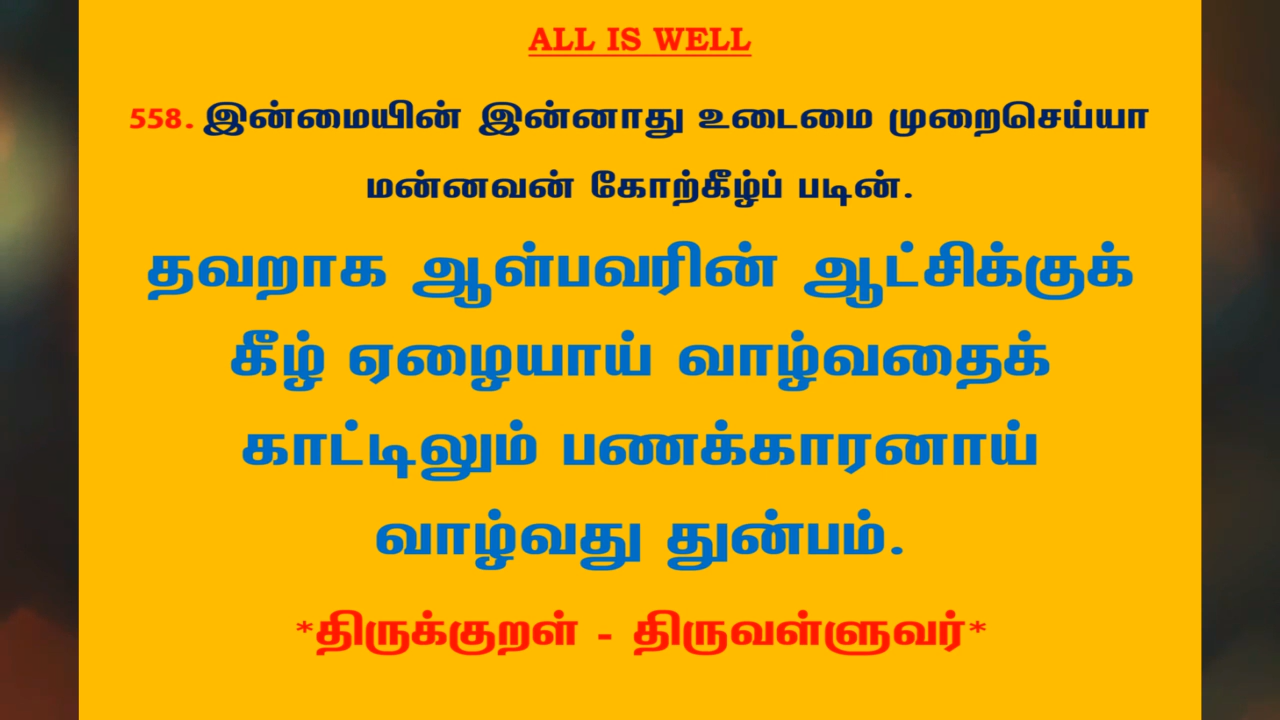 ALL IS WELL
558. இன்மையின் இன்னாது உடைமை முறைசெய்யா
மன்னவன் கோற்கீழ்ப் படின்.
தவறாக ஆள்பவரின் ஆட்சிக்குக்
கீழ் ஏழையாய் வாழ்வதைக்
காட்டிலும் பணக்காரனாய்
வாழ்வது துன்பம்.
*திருக்குறள் - திருவள்ளுவர்*